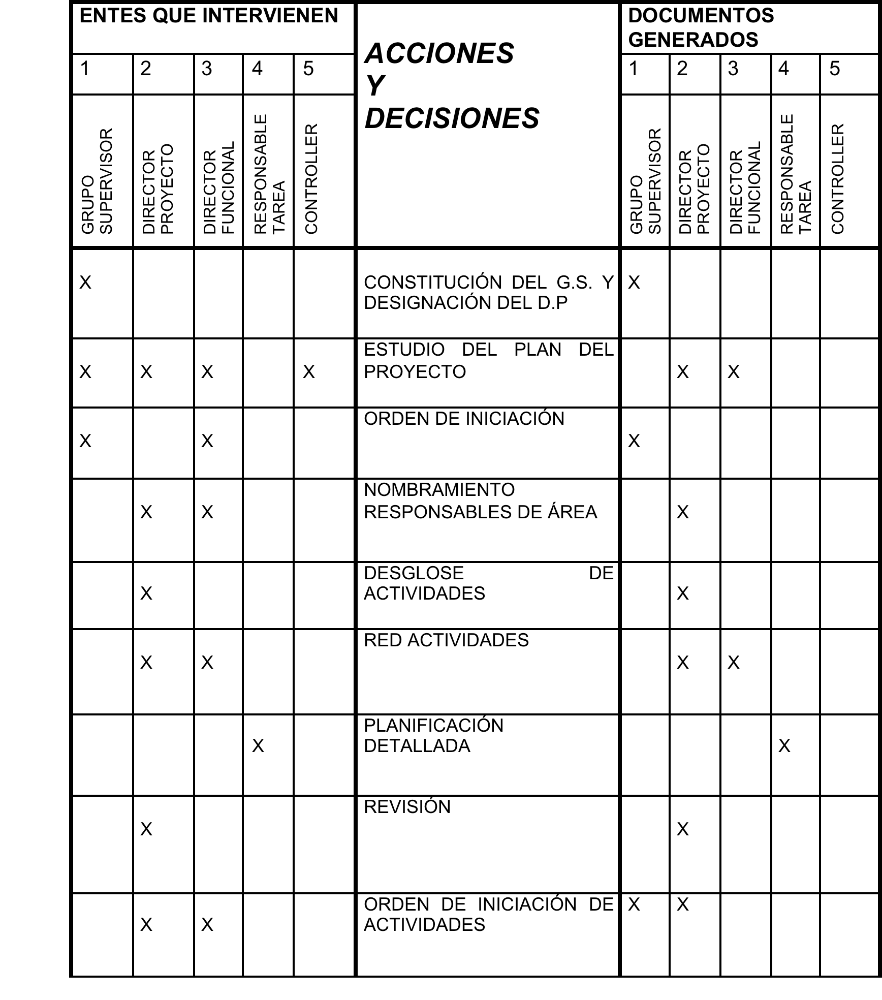 ENTES QUE INTERVIENEN
ACCIONES
Y
DECISIONES
DOCUMENTOS
GENERADOS
1 2 3 4 5
1 2 3 4 5
GRUPO
SUPERVISOR
DIRECTOR
PROYECTO
DIRECTOR
FUNCIONAL
RESPONSABLE
TAREA
CONTROLLER
GRUPO
SUPERVISOR
DIRECTOR
PROYECTO
DIRECTOR
FUNCIONAL
RESPONSABLE
TAREA
CONTROLLER
X CONSTITUCIÓN DEL G.S. Y X
DESIGNACIÓN DEL D.P
ESTUDIO DEL PLAN DEL
X X X X PROYECTO X X
ORDEN DE INICIACIÓN
X X X
NOMBRAMIENTO
X X RESPONSABLES DE ÁREA X
DESGLOSE DE
X ACTIVIDADES X
RED ACTIVIDADES
X X X X
PLANIFICACIÓN
X DETALLADA X
REVISIÓN
X X
ORDEN DE INICIACIÓN DE X X
X X ACTIVIDADES